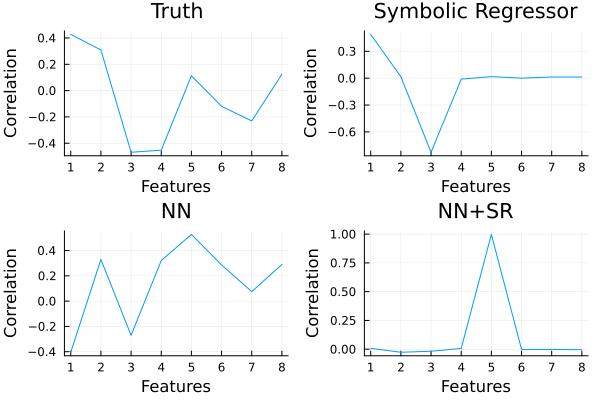 Truth
Correlation
0.4
0.2
0.0
−0.2
−0.4
1 2 3 4 5 6 7 8
Features
Symbolic Regressor
Correlation
0.3
0.0
−0.3
−0.6
1 2 3 4 5 6 7 8
Features
NN
Correlation
0.4
0.2
0.0
−0.2
−0.4
1 2 3 4 5 6 7 8
Features
NN+SR
Correlation
1.00
0.75
0.50
0.25
0.00
1 2 3 4 5 6 7 8
Features